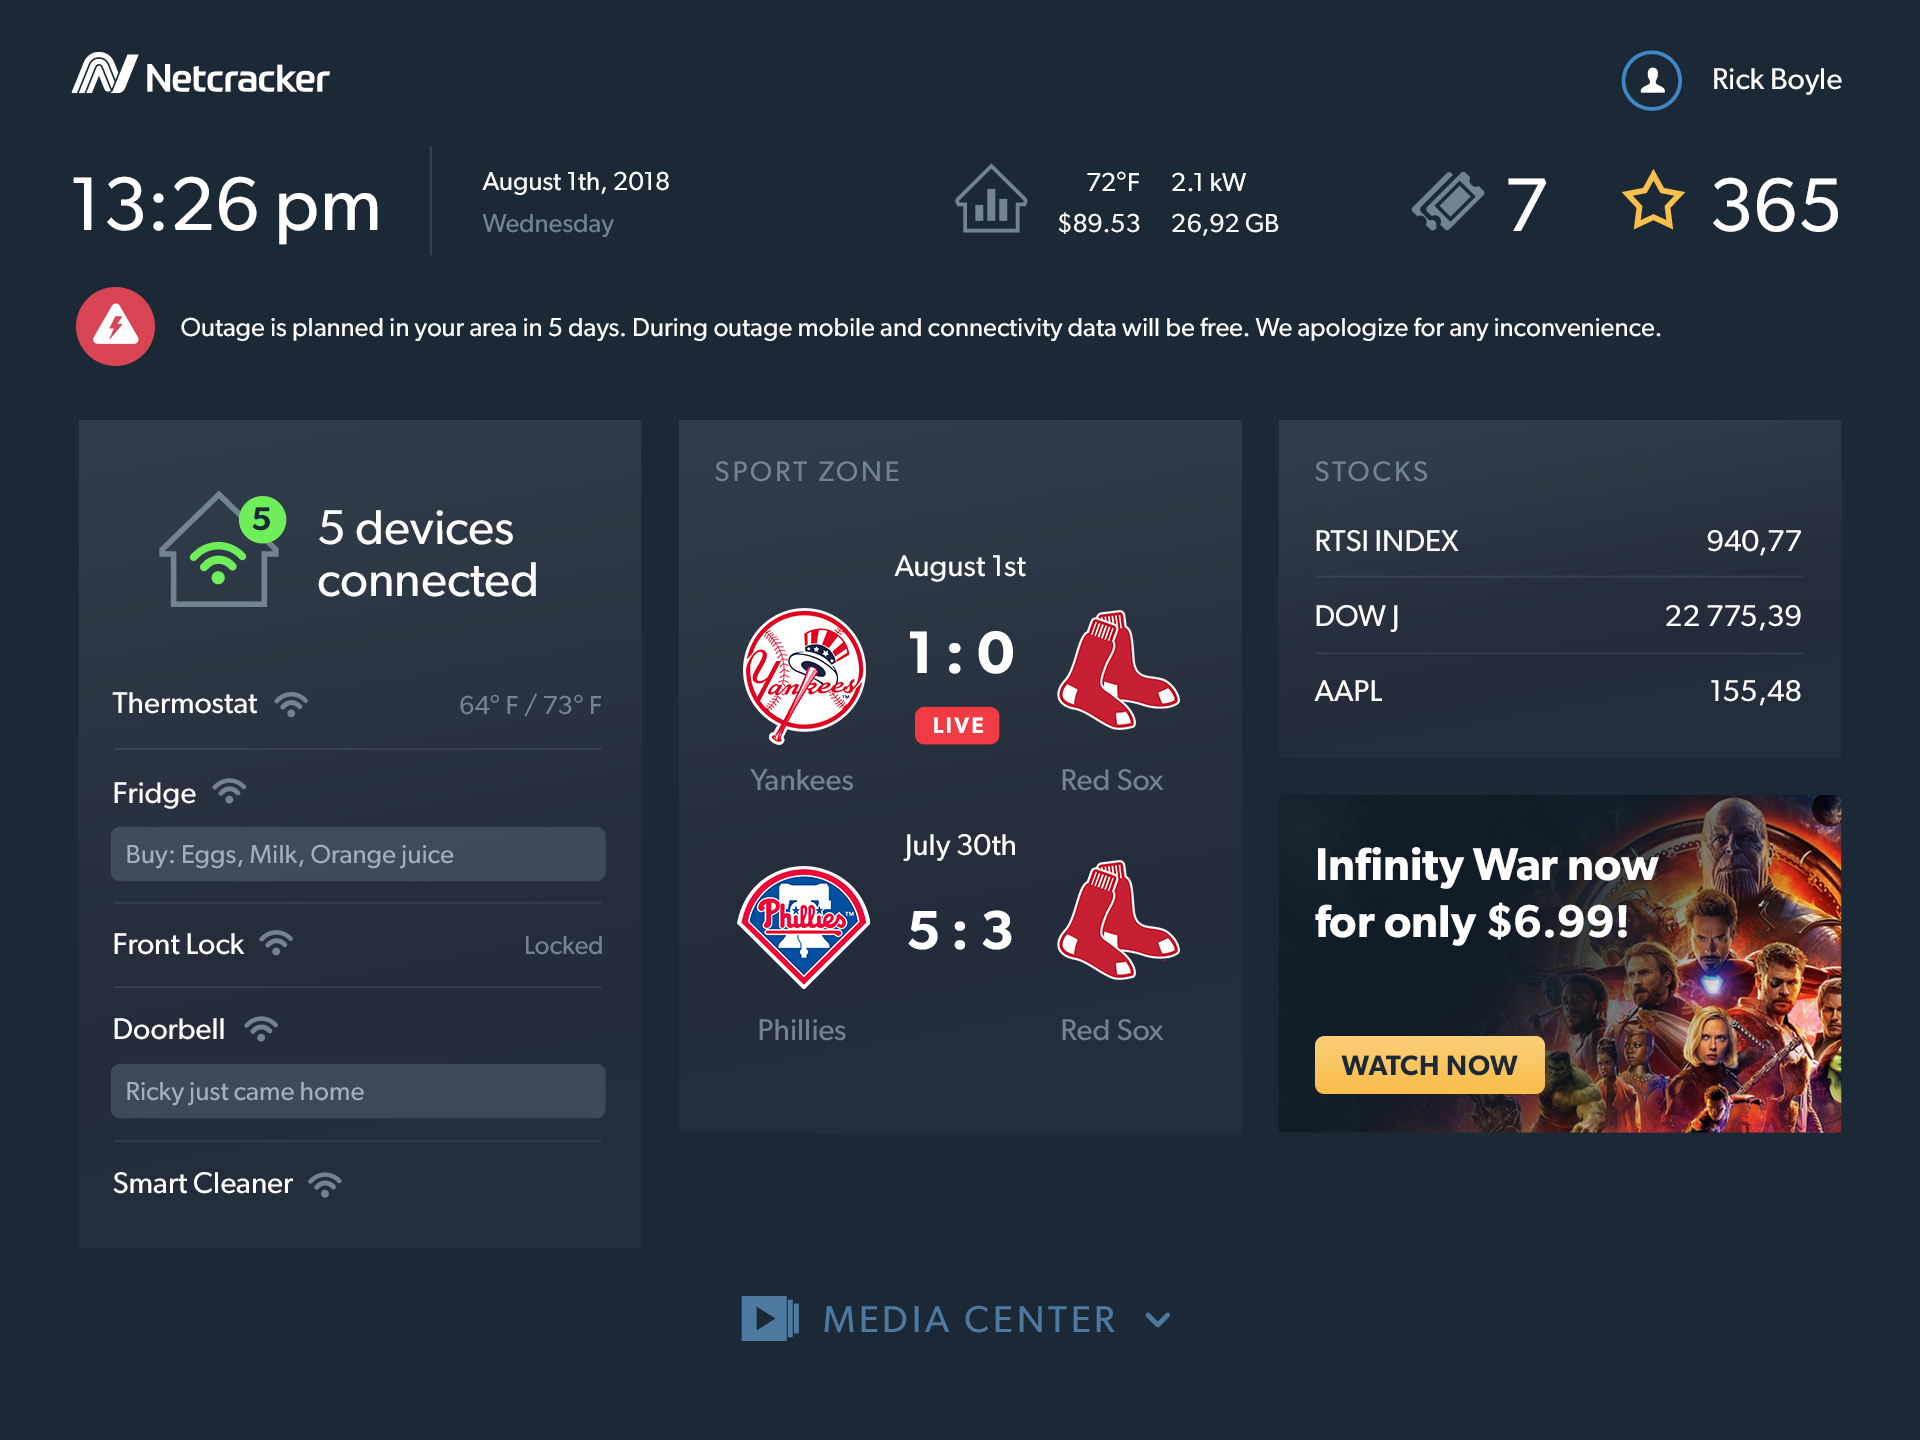 Netcracker
Rick Boyle
13:26 pm
August 1th, 2018
Wednesday
72°F 2.1 kW
$89.53 26,92 GB
7
365
Outage is planned in your area in 5 days. During outage mobile and connectivity data will be free. We apologize for any inconvenience.
5
5 devices
connected
Thermostat 64° F / 73° F
Fridge
Buy: Eggs, Milk, Orange juice
Front Lock Locked
Doorbell
Ricky just came home
Smart Cleaner
SPORT ZONE
August 1st
Yankees
TM
1 : 0
LIVE
Yankees Red Sox
July 30th
Phillies
TM
5 : 3
Phillies Red Sox
STOCKS
RTSI INDEX 940,77
DOW J 22 775,39
AAPL 155,48
Infinity War now
for only $6.99!
WATCH NOW
MEDIA CENTER